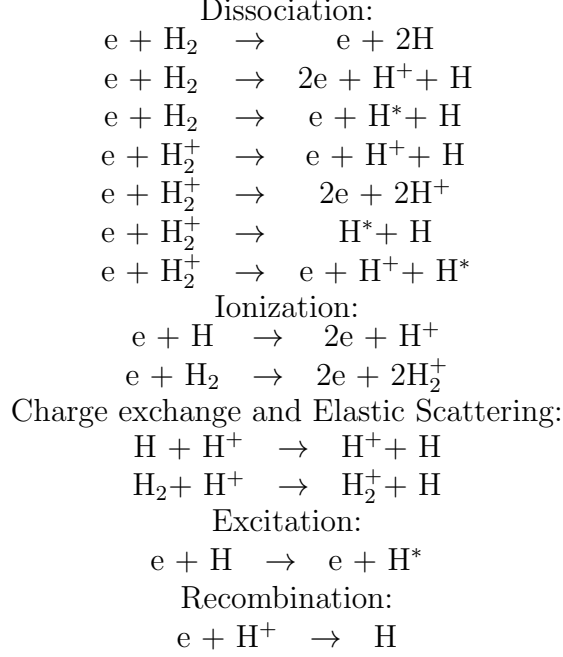 Dissociation:
e + H₂ → e + 2H
e + H₂ → 2e + H⁺+ H
e + H₂ → e + H*+ H
e + H₂⁺ → e + H⁺+ H
e + H₂⁺ → 2e + 2H⁺
e + H₂⁺ → H*+ H
e + H₂⁺ → e + H⁺+ H*
Ionization:
e + H → 2e + H⁺
e + H₂ → 2e + 2H₂⁺
Charge exchange and Elastic Scattering:
H + H⁺ → H⁺+ H
H₂+ H⁺ → H₂⁺+ H
Excitation:
e + H → e + H*
Recombination:
e + H⁺ → H